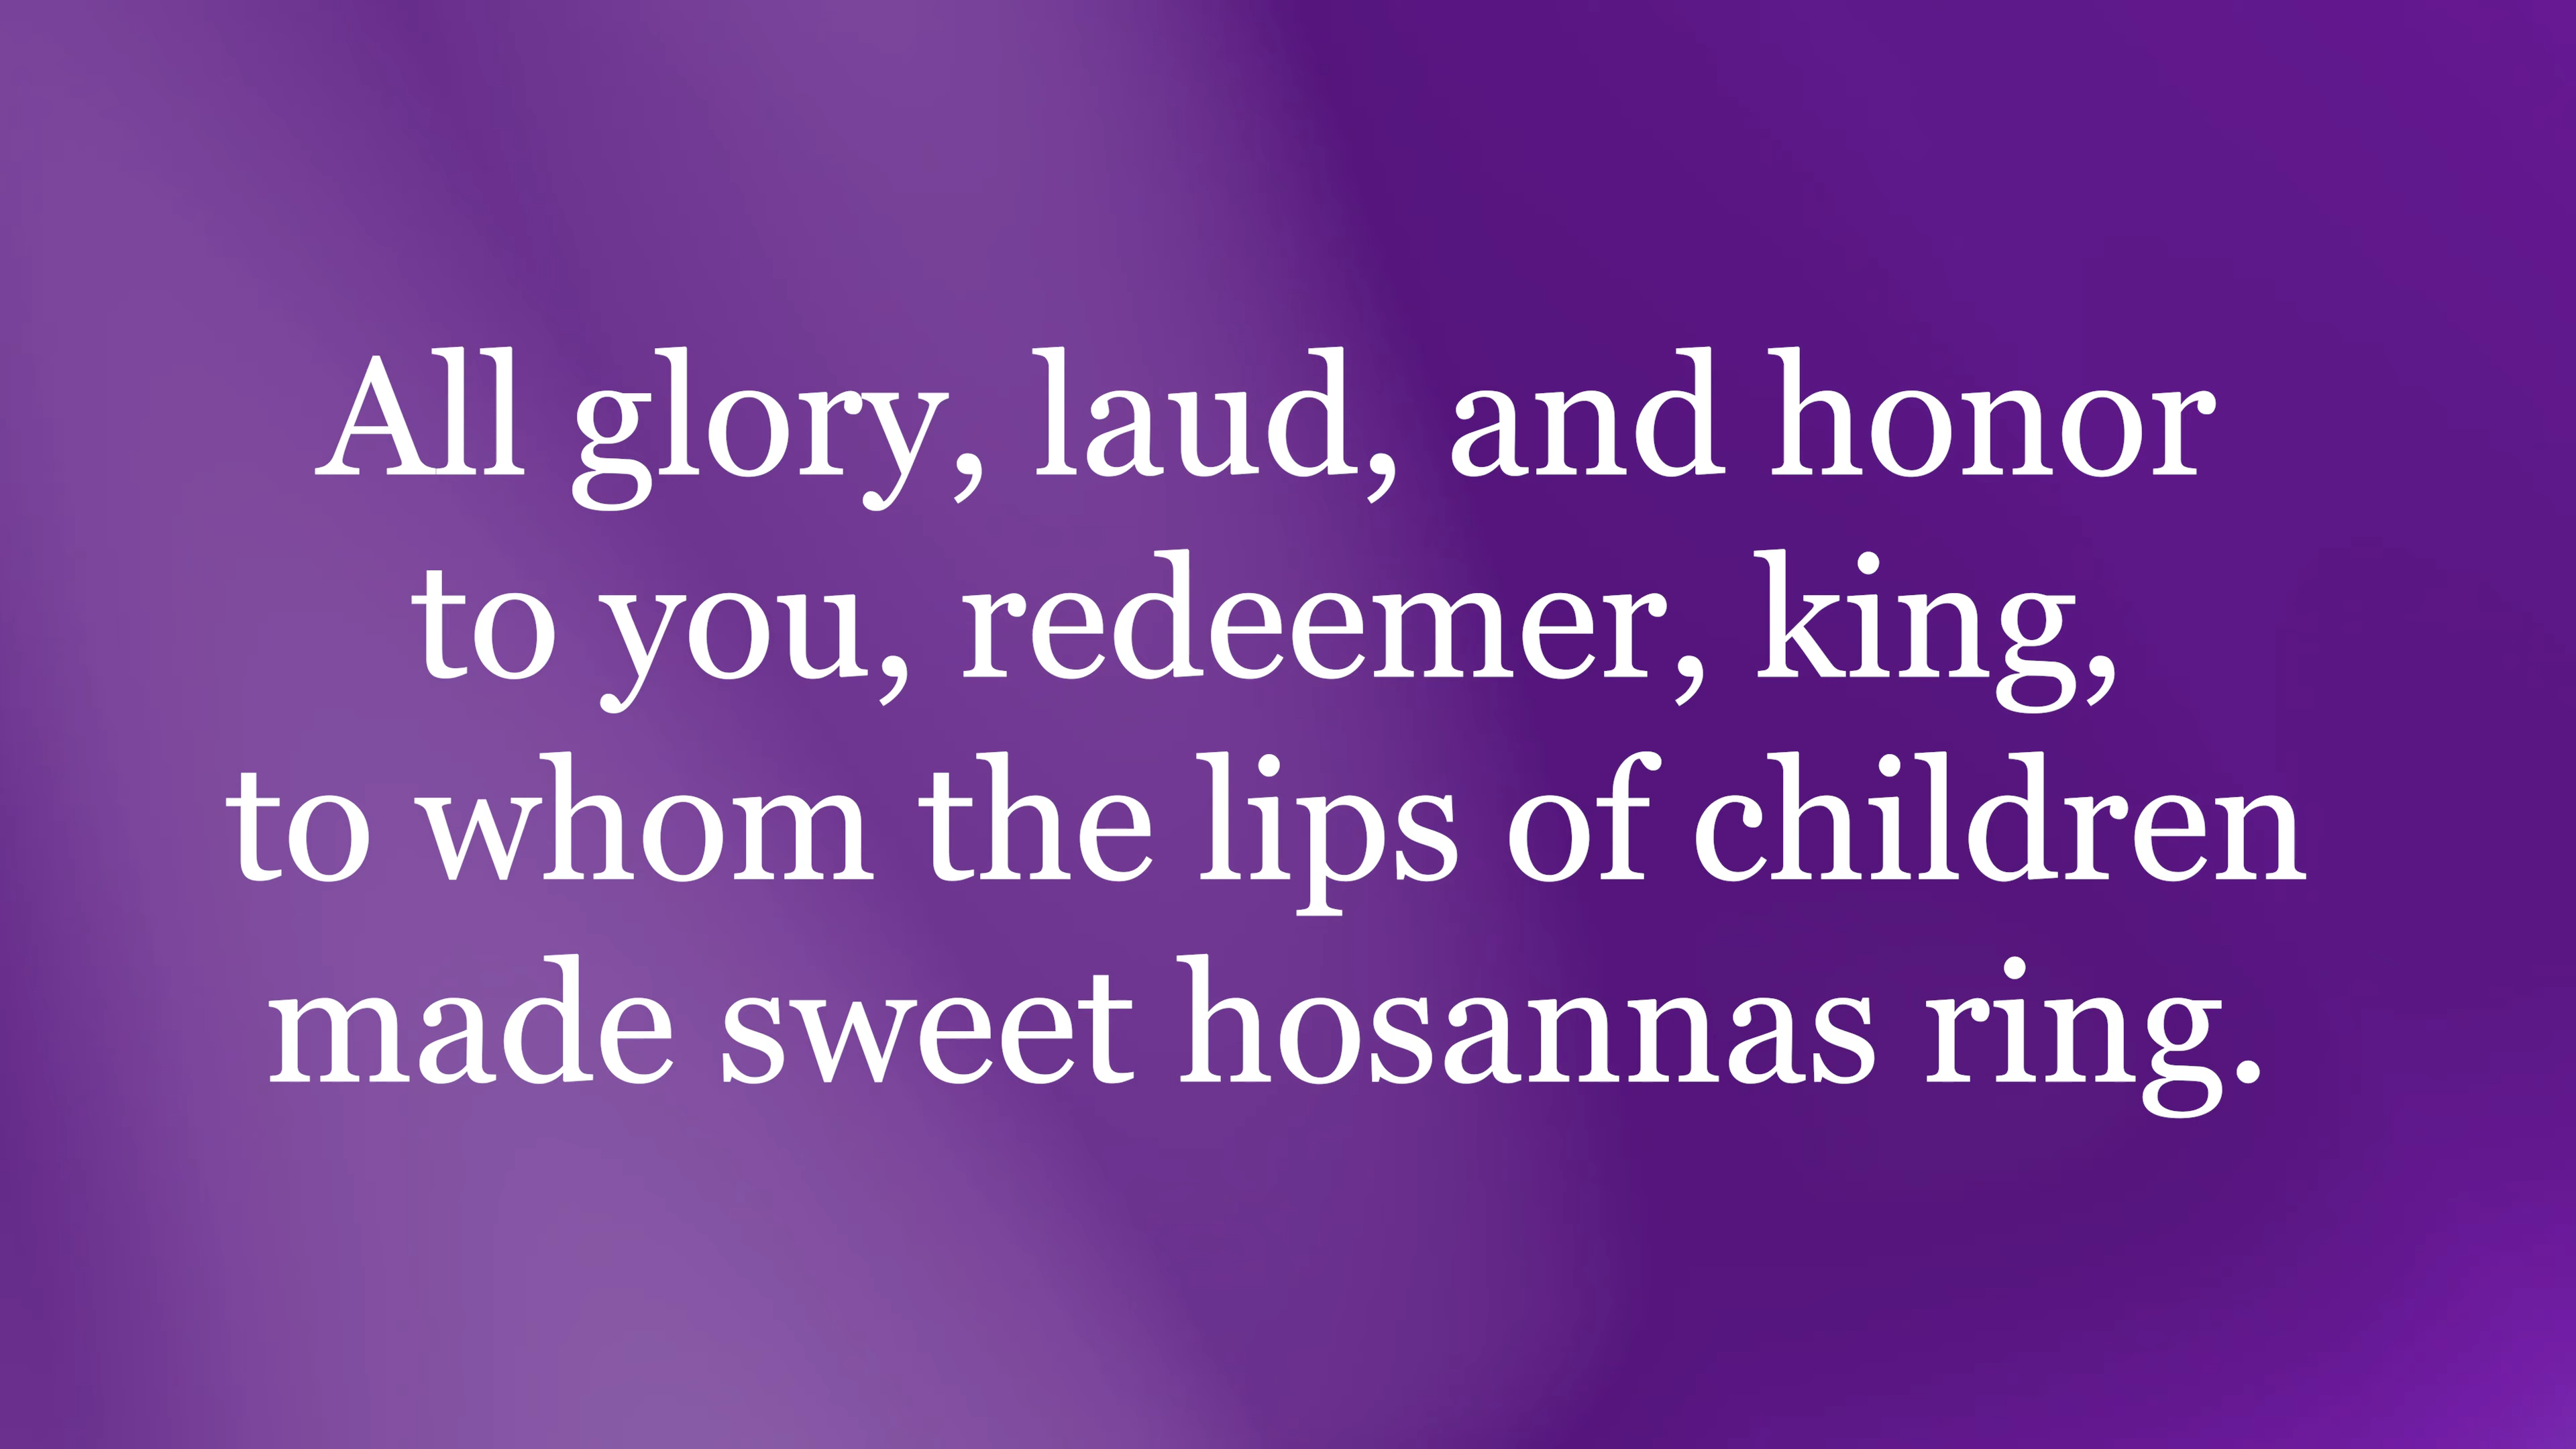 All glory, laud, and honor
to you, redeemer, king,
to whom the lips of children
made sweet hosannas ring.